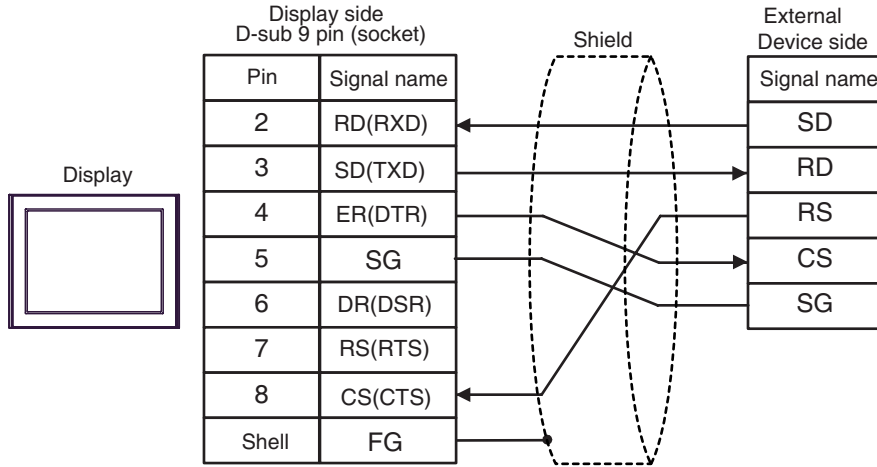 Display side
D-sub 9 pin (socket)
Shield
External
Device side
Pin Signal name
Signal name
2 RD(RXD) SD
3 SD(TXD) RD
Display
4 ER(DTR) RS
5 SG CS
6 DR(DSR) SG
7 RS(RTS)
8 CS(CTS)
Shell FG